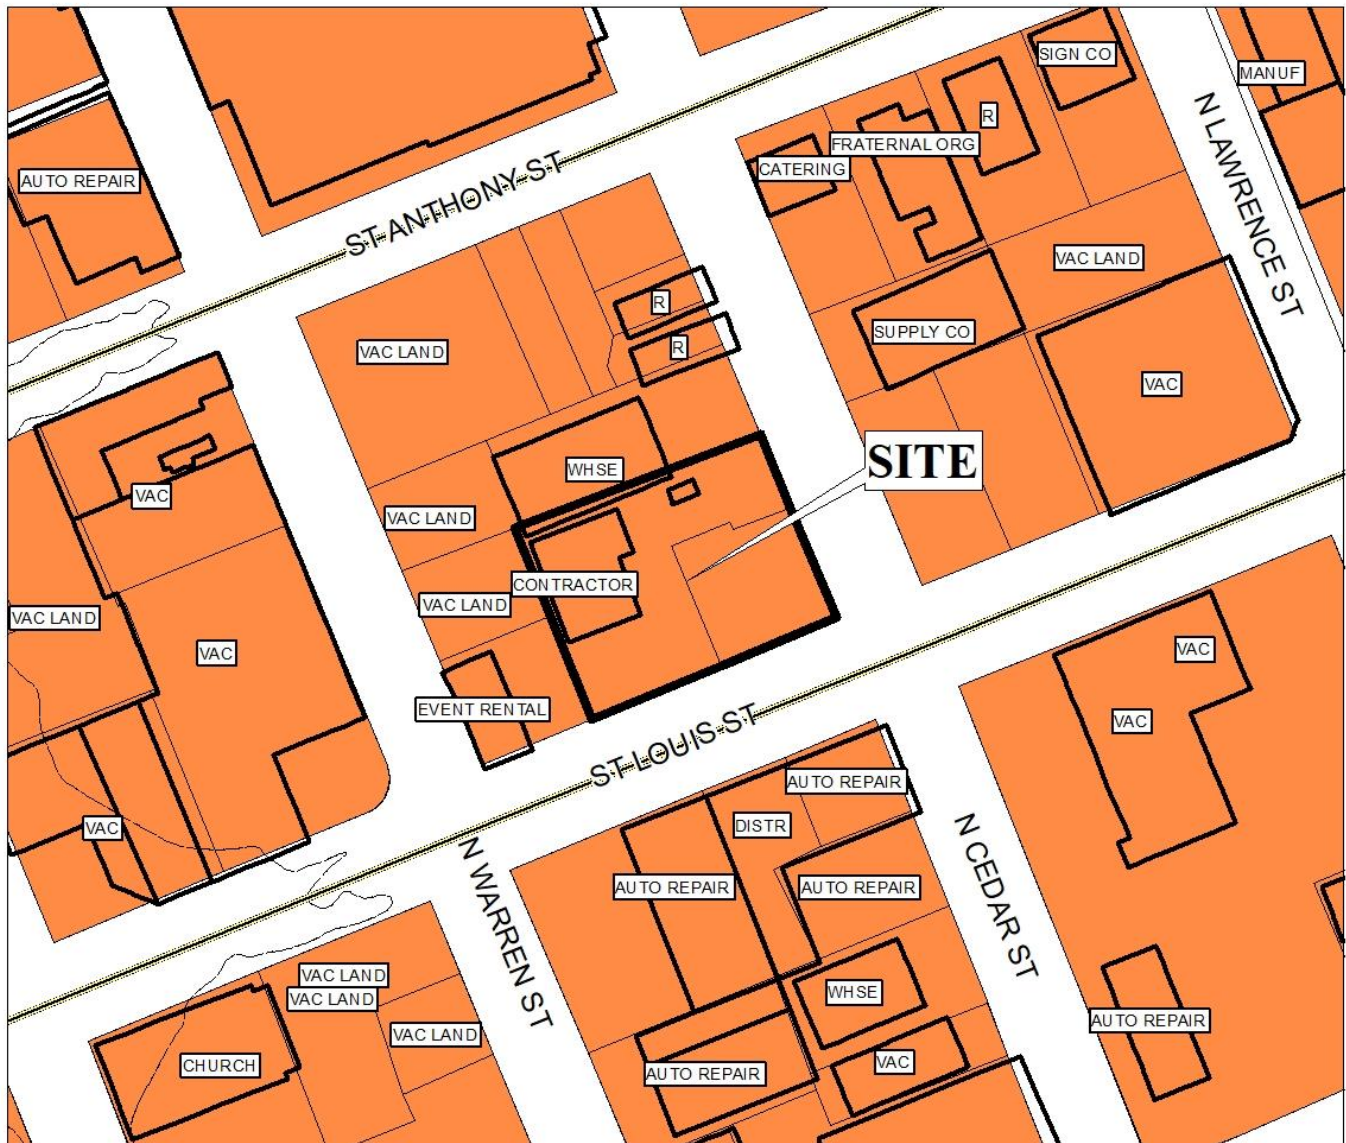 SIGN CO
MANUF
R
FRATERNAL ORG
CATERING
AUTO REPAIR
N LAWRENCE ST
ST ANTHONY ST
VAC LAND
R
SUPPLY CO
R
VAC LAND
VAC
SITE
WHSE
VAC
VAC LAND
CONTRACTOR
VAC LAND
VAC LAND
VAC
VAC
EVENT RENTAL
VAC
ST LOUIS ST
AUTO REPAIR
DISTR
VAC
AUTO REPAIR
AUTO REPAIR
N WARREN ST
N CEDAR ST
VAC LAND
WHSE
VAC LAND
AUTO REPAIR
VAC LAND
VAC
CHURCH
AUTO REPAIR